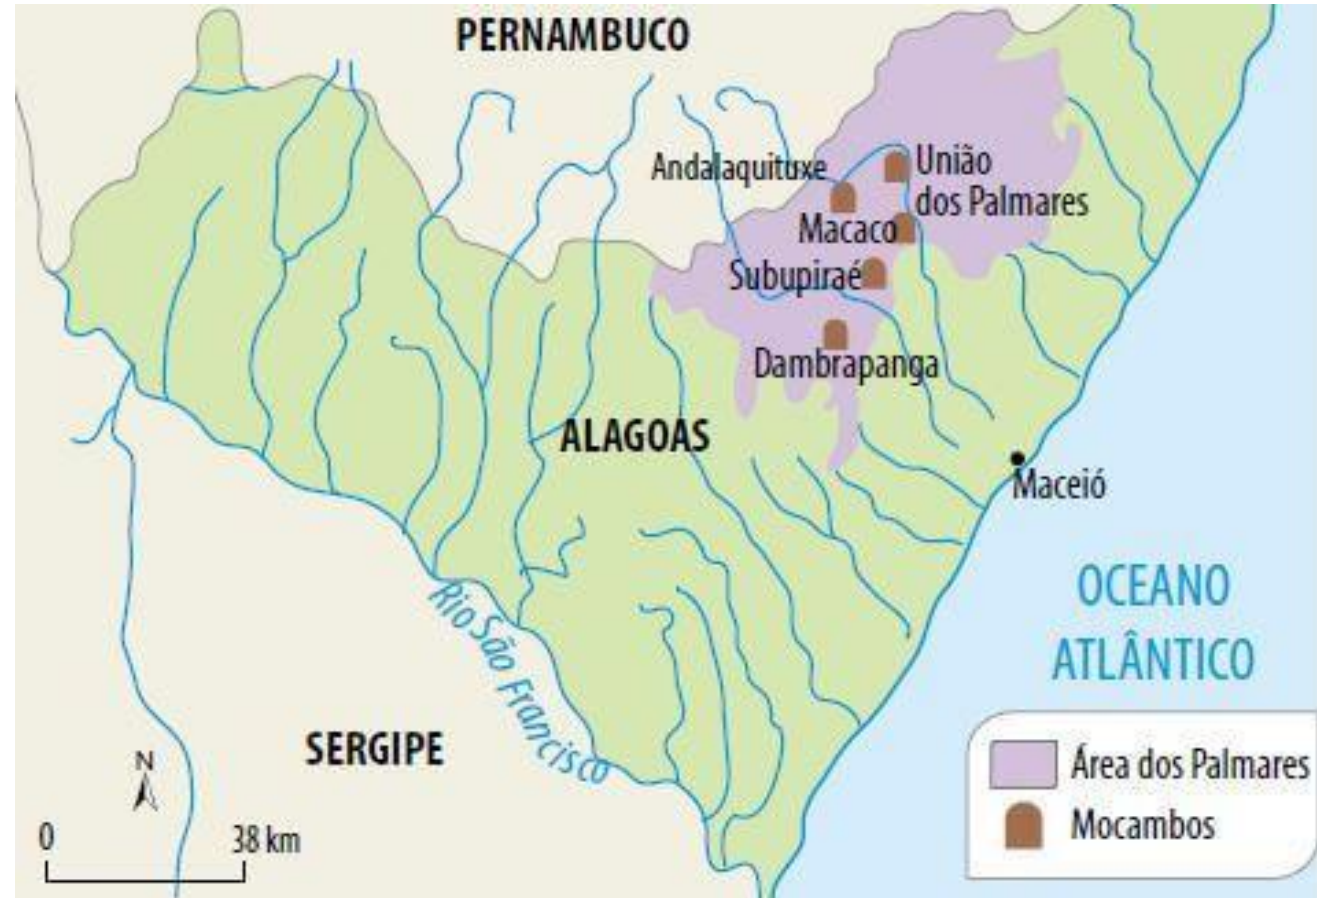 PERNAMBUCO
Andalaquituxe
União
dos Palmares
Macaco
Subupiraé
Dambrapanga
ALAGOAS
Maceió
OCEANO
ATLÂNTICO
Rio São Francisco
SERGIPE
N
0 38 km
Área dos Palmares
Mocambos